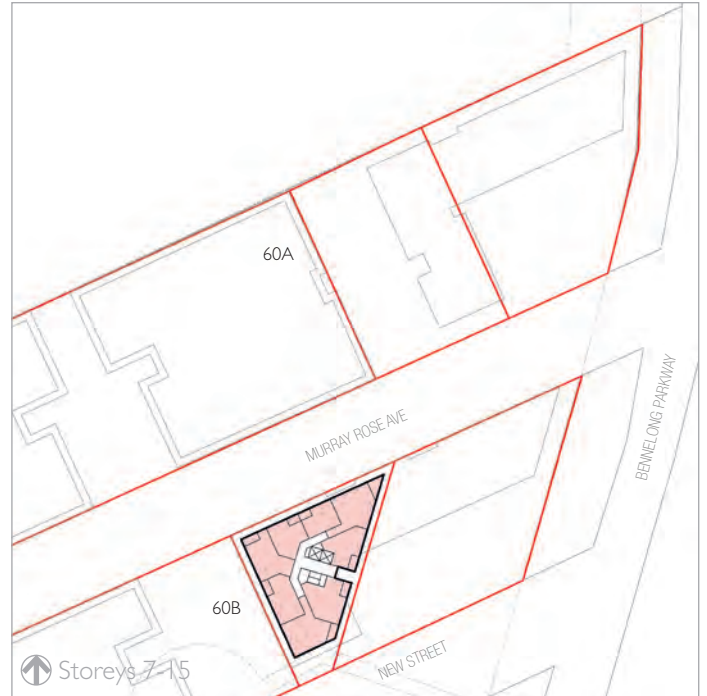 60A
MURRAY ROSE AVE
BENNELONG PARKWAY
60B
NEW STREET
Storeys 7-15